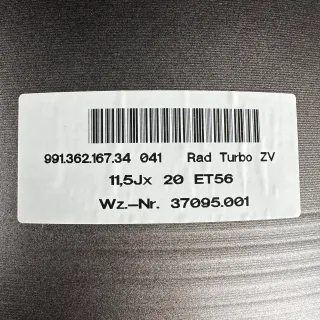 991.362.167.34 041 Rad Turbo ZV
11,5Jx 20 ET56
Wz.-Nr. 37095.001